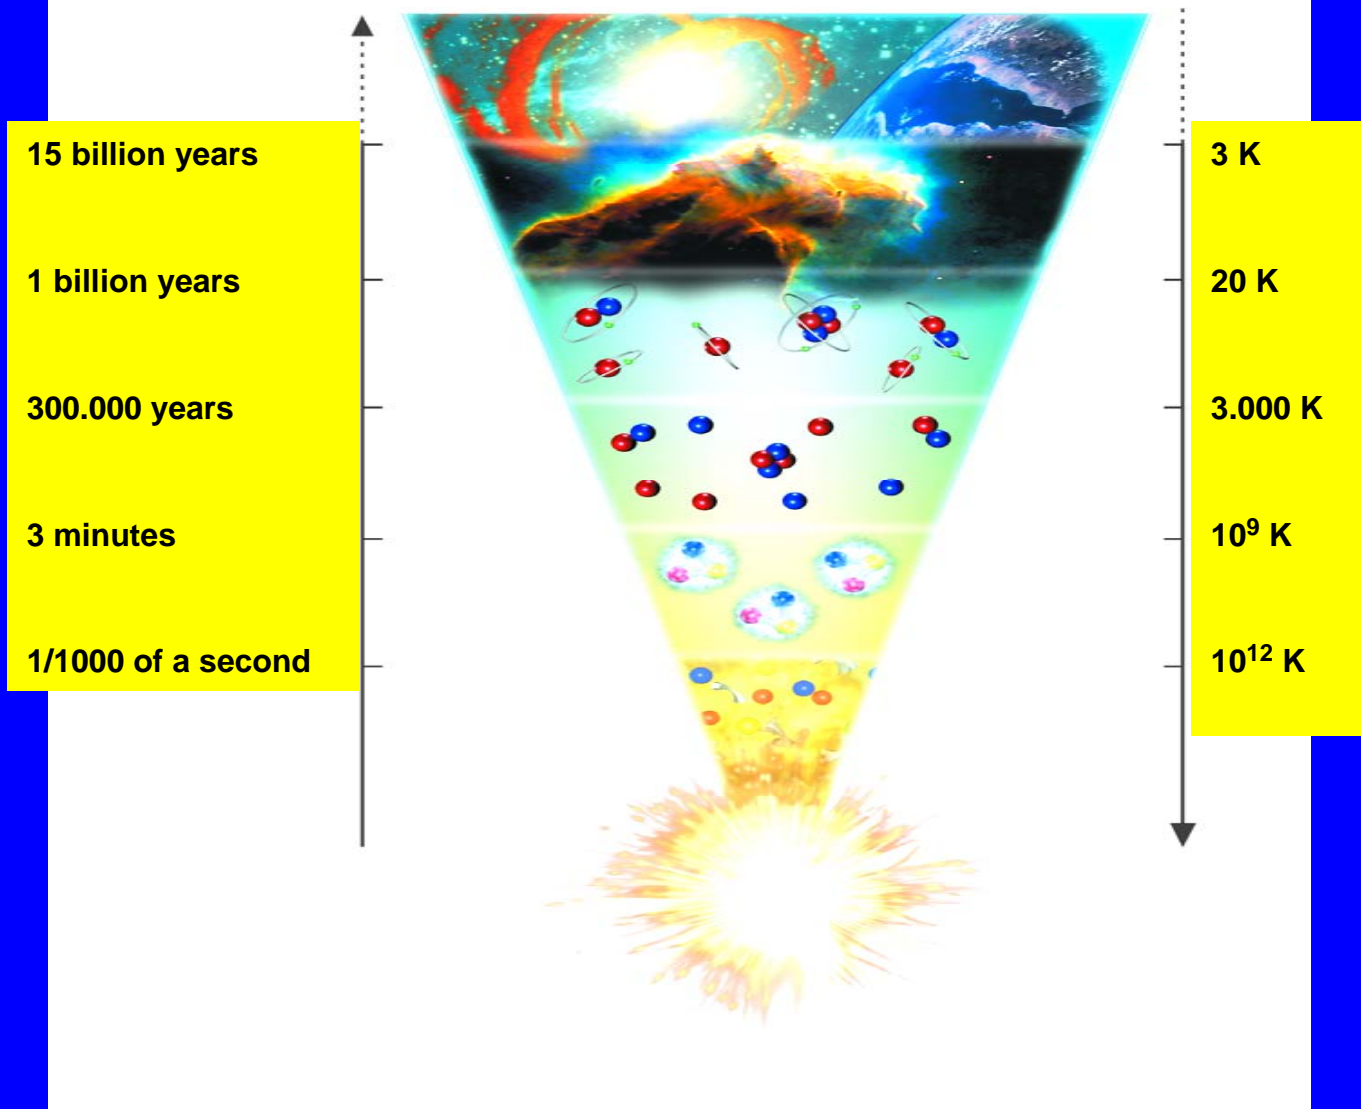 15 billion years
3 K
1 billion years
20 K
300.000 years
3.000 K
3 minutes
10⁹ K
1/1000 of a second
10¹² K